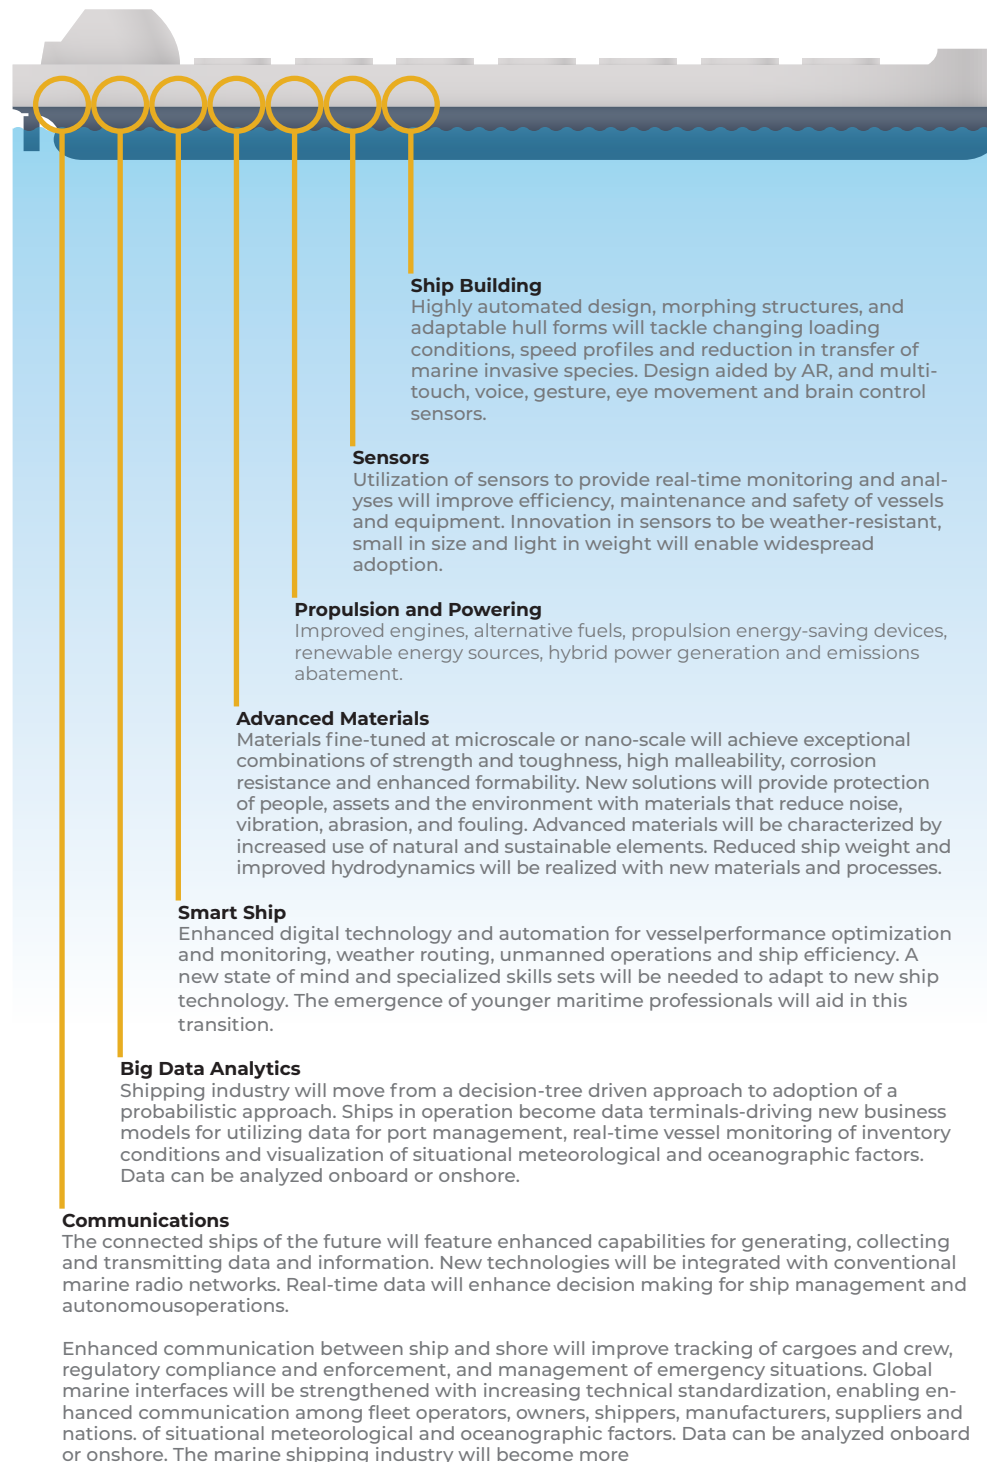 Ship Building
Highly automated design, morphing structures, and
adaptable hull forms will tackle changing loading
conditions, speed profiles and reduction in transfer of
marine invasive species. Design aided by AR, and multi-
touch, voice, gesture, eye movement and brain control
sensors.
Sensors
Utilization of sensors to provide real-time monitoring and anal-
yses will improve efficiency, maintenance and safety of vessels
and equipment. Innovation in sensors to be weather-resistant,
small in size and light in weight will enable widespread
adoption.
Propulsion and Powering
Improved engines, alternative fuels, propulsion energy-saving devices,
renewable energy sources, hybrid power generation and emissions
abatement.
Advanced Materials
Materials fine-tuned at microscale or nano-scale will achieve exceptional
combinations of strength and toughness, high malleability, corrosion
resistance and enhanced formability. New solutions will provide protection
of people, assets and the environment with materials that reduce noise,
vibration, abrasion, and fouling. Advanced materials will be characterized by
increased use of natural and sustainable elements. Reduced ship weight and
improved hydrodynamics will be realized with new materials and processes.
Smart Ship
Enhanced digital technology and automation for vesselperformance optimization
and monitoring, weather routing, unmanned operations and ship efficiency. A
new state of mind and specialized skills sets will be needed to adapt to new ship
technology. The emergence of younger maritime professionals will aid in this
transition.
Big Data Analytics
Shipping industry will move from a decision-tree driven approach to adoption of a
probabilistic approach. Ships in operation become data terminals-driving new business
models for utilizing data for port management, real-time vessel monitoring of inventory
conditions and visualization of situational meteorological and oceanographic factors.
Data can be analyzed onboard or onshore.
Communications
The connected ships of the future will feature enhanced capabilities for generating, collecting
and transmitting data and information. New technologies will be integrated with conventional
marine radio networks. Real-time data will enhance decision making for ship management and
autonomousoperations.
Enhanced communication between ship and shore will improve tracking of cargoes and crew,
regulatory compliance and enforcement, and management of emergency situations. Global
marine interfaces will be strengthened with increasing technical standardization, enabling en-
hanced communication among fleet operators, owners, shippers, manufacturers, suppliers and
nations. of situational meteorological and oceanographic factors. Data can be analyzed onboard
or onshore. The marine shipping industry will become more